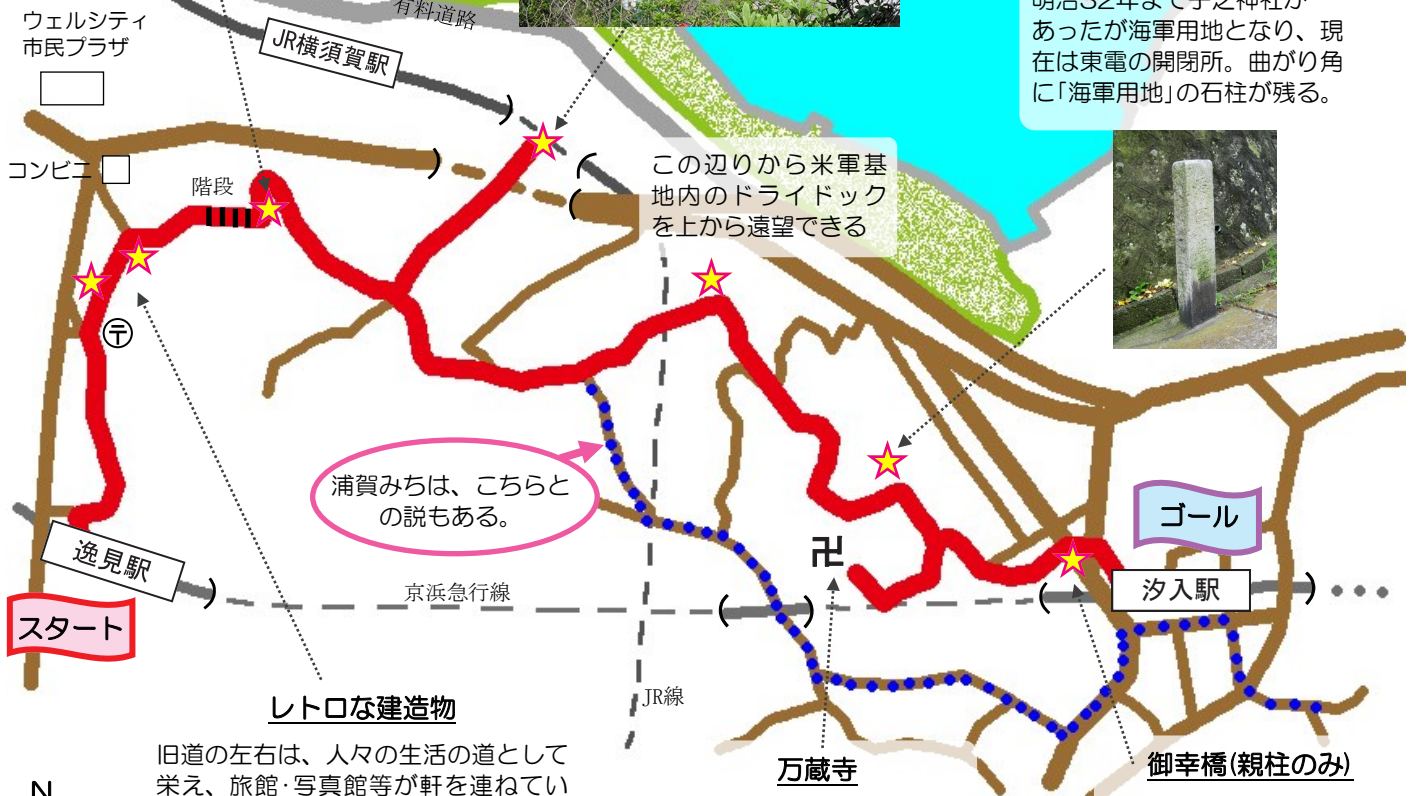 有料道路
ウェルシティ
市民プラザ
JR横須賀駅
あったが海軍用地となり、現
在は東電の開閉所。曲がり角
に「海軍用地」の石柱が残る。
コンビニ
階段
この辺りから米軍基
地内のドライドック
を上から遠望できる
〒
浦賀みちは、こちらと
の説もある。
卍
ゴール
逸見駅
京浜急行線
汐入駅
スタート
JR線
レトロな建造物
旧道の左右は、人々の生活の道として
栄え、旅館・写真館等が軒を連ねてい
万蔵寺
御幸橋(親柱のみ)
N